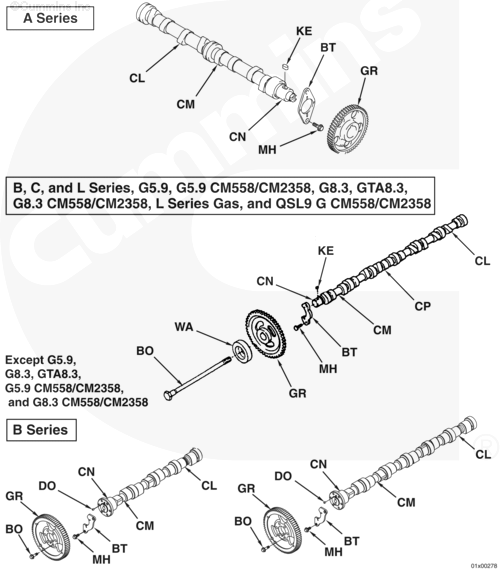 ©Cummins Inc
A Series
KE
BT
GR
CL
CM
CN
MH
Cummins
B, C, and L Series, G5.9, G5.9 CM558/CM2358, G8.3, GTA8.3,
G8.3 CM558/CM2358, L Series Gas, and QSL9 G CM558/CM2358
KE
CL
CN
CP
CM
WA
BT
BO
MH
GR
Except G5.9,
G8.3, GTA8.3,
G5.9 CM558/CM2358,
and G8.3 CM558/CM2358
B Series
CN
DO
CL
GR
CM
BO
BT
MH
CL
CN
DO
CM
GR
BO
BT
MH
®
01x00278